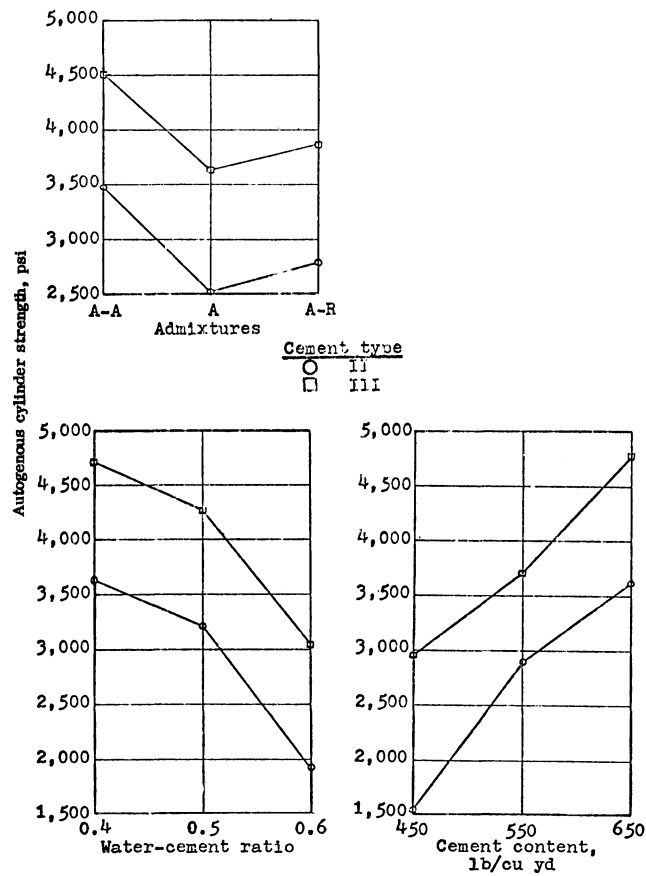 Autogenous cylinder strength, psi
5,000
4,500
4,000
3,500
3,000
2,500
A-A A A-R
Admixtures
Cement type
II
III
5,000
4,500
4,000
3,500
3,000
2,500
2,000
1,500
0.4 0.5 0.6
Water-cement ratio
5,000
4,500
4,000
3,500
3,000
2,500
2,000
1,500
450 550 650
Cement content,
lb/cu yd